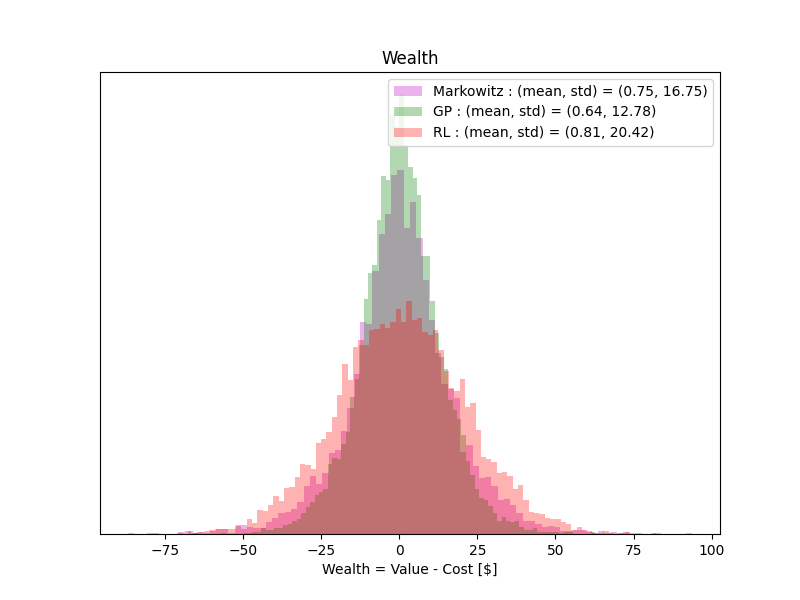 Wealth
Markowitz : (mean, std) = (0.75, 16.75)
GP : (mean, std) = (0.64, 12.78)
RL : (mean, std) = (0.81, 20.42)
−75 −50 −25 0 25 50 75 100
Wealth = Value - Cost [$]